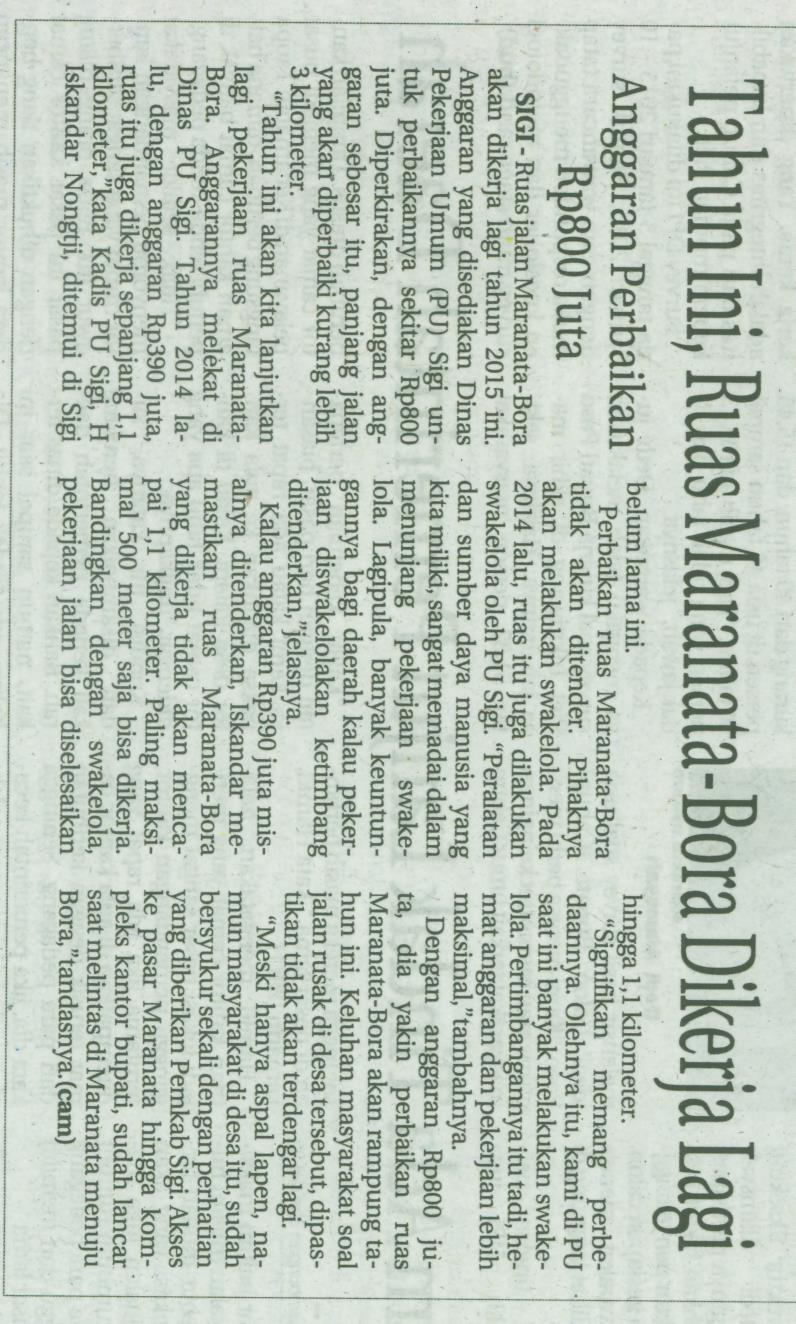 Tahun Ini, Ruas Maranata-Bora Dikerja Lagi
Anggaran Perbaikan
Rp800 Juta
SIGI - Ruas jalan Maranata-Bora
akan dikerja lagi tahun 2015 ini.
Anggaran yang disediakan Dinas
Pekerjaan Umum (PU) Sigi un-
tuk perbaikannya sekitar Rp800
juta. Diperkirakan, dengan ang-
garan sebesar itu, panjang jalan
yang akan diperbaiki kurang lebih
3 kilometer.
"Tahun ini akan kita lanjutkan
lagi pekerjaan ruas Maranata-
Bora. Anggarannya melekat di
Dinas PU Sigi. Tahun 2014 la-
lu, dengan anggaran Rp390 juta,
ruas itu juga dikerja sepanjang 1,1
kilometer,"kata Kadis PU Sigi, H
Iskandar Nongtji, ditemui di Sigi
belum lama ini.
Perbaikan ruas Maranata-Bora
tidak akan ditender. Pihaknya
akan melakukan swakelola. Pada
2014 lalu, ruas itu juga dilakukan
swakelola oleh PU Sigi. "Peralatan
dan sumber daya manusia yang
kita miliki, sangat memadai dalam
menunjang pekerjaan swake-
lola. Lagipula, banyak keuntun-
gannya bagi daerah kalau peker-
jaan diswakelolakan ketimbang
ditenderkan,"jelasnya.
Kalau anggaran Rp390 juta mis-
alnya ditenderkan, Iskandar me-
mastikan ruas Maranata-Bora
yang dikerja tidak akan menca-
pai 1,1 kilometer. Paling maksi-
mal 500 meter saja bisa dikerja.
Bandingkan dengan swakelola,
pekerjaan jalan bisa diselesaikan
hingga 1,1 kilometer.
"Signifikan memang perbe-
daannya. Olehnya itu, kami di PU
saat ini banyak melakukan swake-
lola. Pertimbangannya itu tadi, he-
mat anggaran dan pekerjaan lebih
maksimal,"tambahnya.
Dengan anggaran Rp800 ju-
ta, dia yakin perbaikan ruas
Maranata-Bora akan rampung ta-
hun ini. Keluhan masyarakat soal
jalan rusak di desa tersebut, dipas-
tikan tidak akan terdengar lagi.
"Meski hanya aspal lapen, na-
mun masyarakat di desa itu, sudah
bersyukur sekali dengan perhatian
yang diberikan Pemkab Sigi. Akses
ke pasar Maranata hingga kom-
pleks kantor bupati, sudah lancar
saat melintas di Maranata menuju
Bora,"tandasnya.(cam)